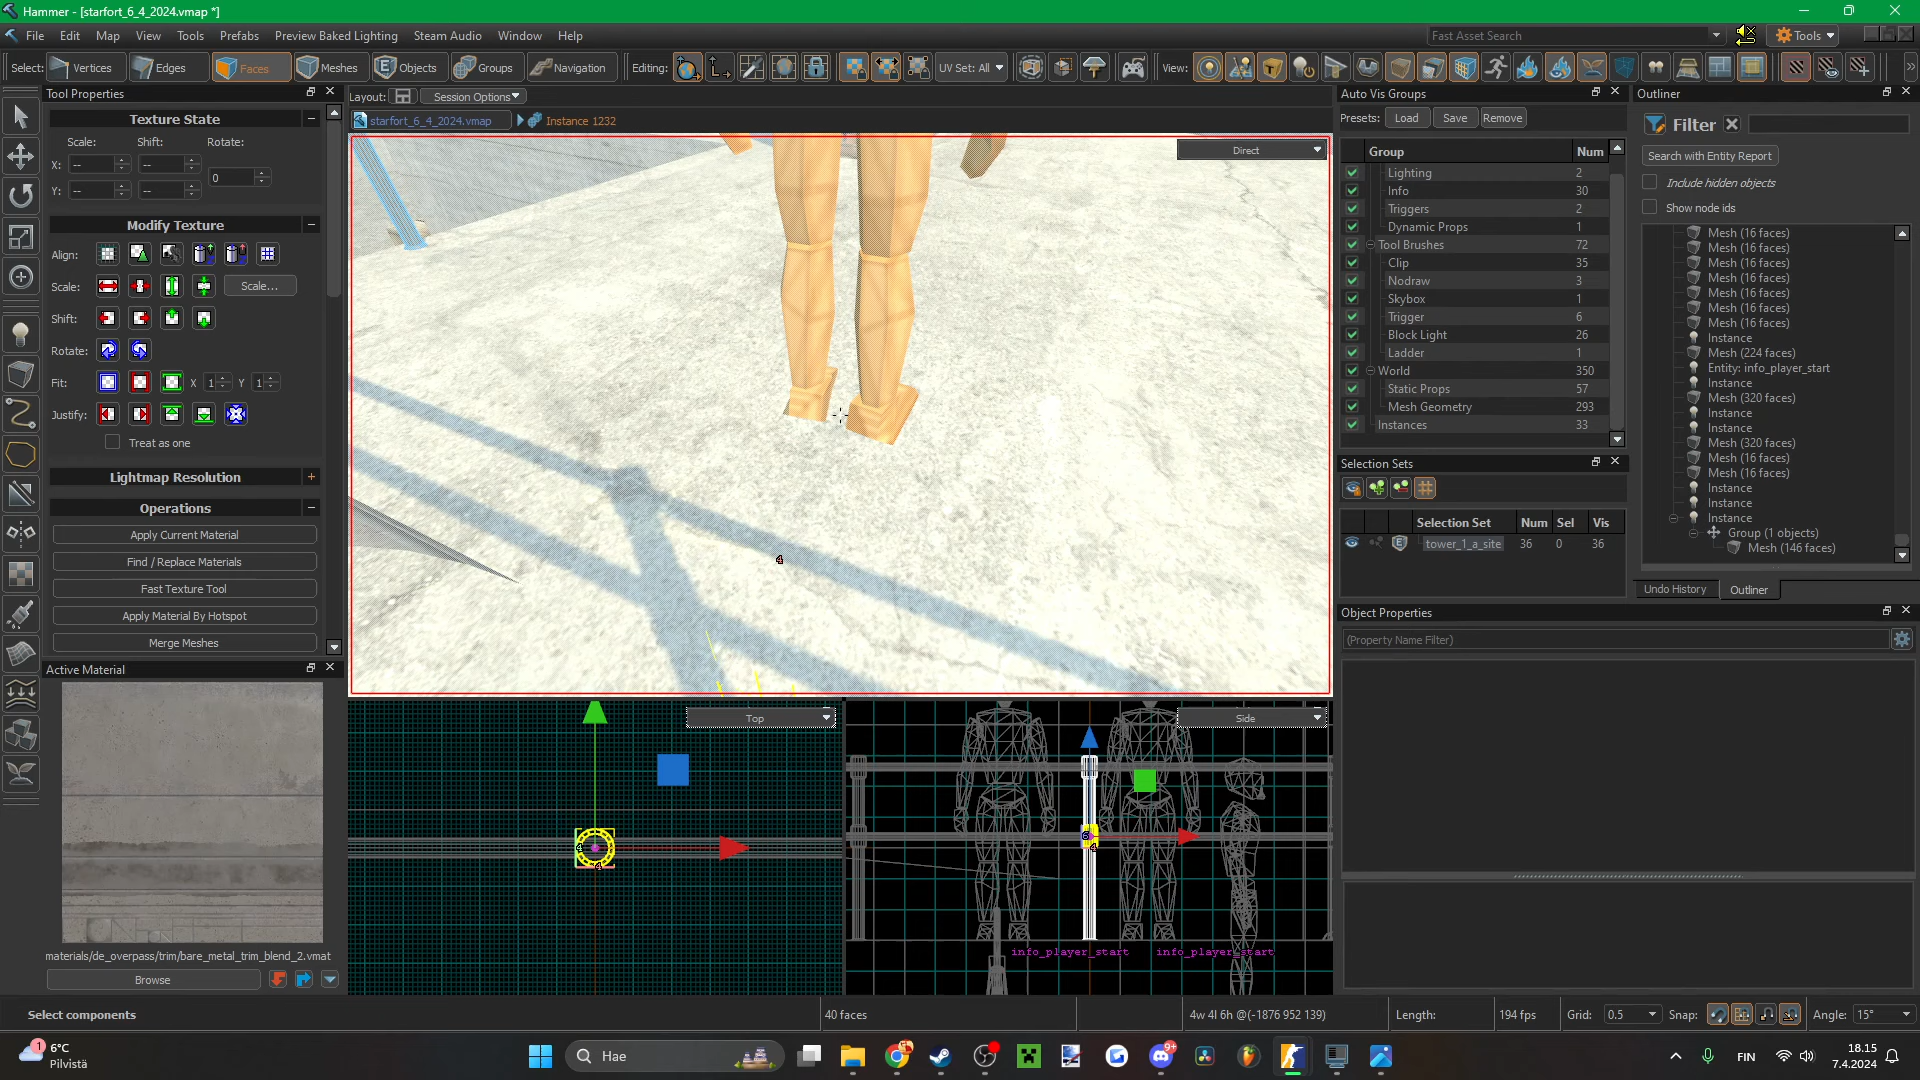 Hammer - [starfort_6_4_2024.vmap *]
File Edit Map View Tools Prefabs Preview Baked Lighting Steam Audio Window Help
Fast Asset Search
Tools
Select: Vertices Edges Faces Meshes Objects Groups Navigation Editing: UV Set: All View:
Tool Properties
Texture State
Scale: Shift: Rotate:
X: -- --
0
Y: -- --
Modify Texture
Align:
Scale: Scale...
Shift:
Rotate:
Fit: X 1 Y 1
Justify:
Treat as one
Lightmap Resolution
Operations
Apply Current Material
Find / Replace Materials
Fast Texture Tool
Apply Material By Hotspot
Merge Meshes
Active Material
materials/de_overpass/trim/bare_metal_trim_blend_2.vmat
Browse
Layout: Session Options
starfort_6_4_2024.vmap Instance 1232
Direct
4
Top
4
4
Side
6
4
info_player_start
info_player_start
Auto Vis Groups
Presets: Load Save Remove
Group Num
Lighting 2
Info 30
Triggers 2
Dynamic Props 1
Tool Brushes 72
Clip 35
Nodraw 3
Skybox 1
Trigger 6
Block Light 26
Ladder 1
World 350
Static Props 57
Mesh Geometry 293
Instances 33
Selection Sets
Selection Set Num Sel Vis
tower_1_a_site 36 0 36
Outliner
Filter
Search with Entity Report
Include hidden objects
Show node ids
Mesh (16 faces)
Mesh (16 faces)
Mesh (16 faces)
Mesh (16 faces)
Mesh (16 faces)
Mesh (16 faces)
Mesh (16 faces)
Instance
Mesh (224 faces)
Entity: info_player_start
Instance
Mesh (320 faces)
Instance
Instance
Mesh (320 faces)
Mesh (16 faces)
Mesh (16 faces)
Instance
Instance
Instance
Group (1 objects)
Mesh (146 faces)
Undo History Outliner
Object Properties
(Property Name Filter)
Select components
40 faces
4w 4l 6h @(-1876 952 139)
Length:
194 fps
Grid: 0.5
Snap:
Angle: 15°
1
6°C
Pilvistä
Hae
9+
FIN
18.15
7.4.2024